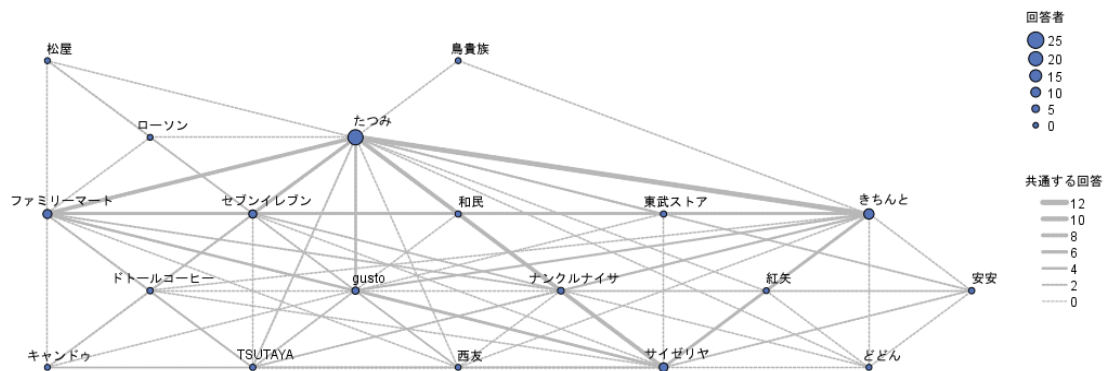 回答者
25
20
15
10
5
0
共通する回答
12
10
8
6
4
2
0
松屋
鳥貴族
ローソン
たつみ
ファミリーマート
セブンイレブン
和民
東武ストア
きちんと
ドトールコーヒー
gusto
ナンクルナイサ
紅矢
安安
キャンドゥ
TSUTAYA
西友
サイゼリヤ
どどん